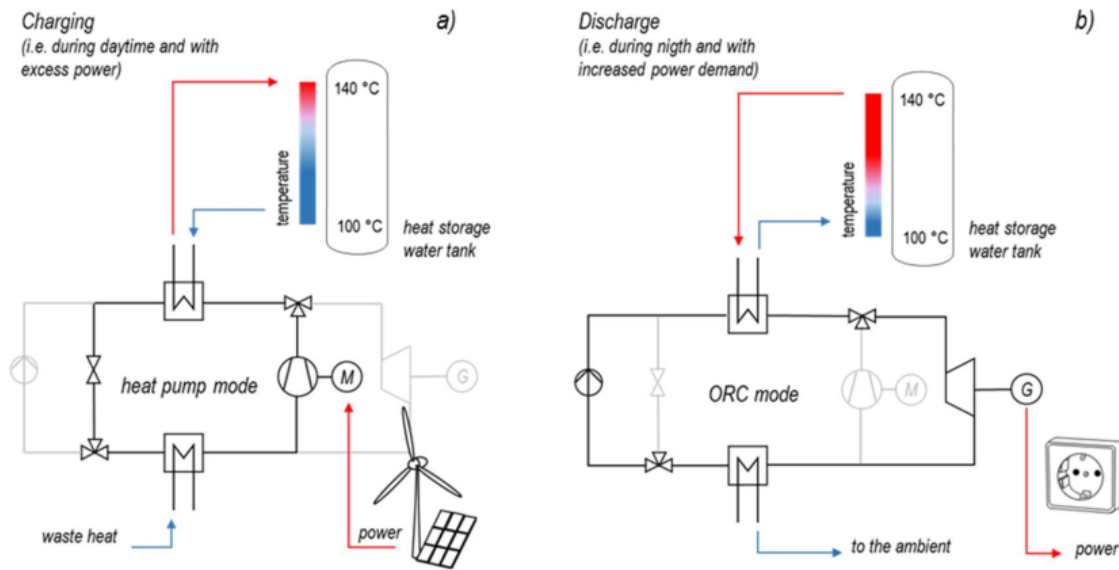 Charging
(i.e. during daytime and with
excess power)
a)
140 °C
temperature
100 °C
heat storage
water tank
heat pump mode
M
G
waste heat
power
Discharge
(i.e. during nigth and with
increased power demand)
b)
140 °C
temperature
100 °C
heat storage
water tank
ORC mode
M
G
to the ambient
power